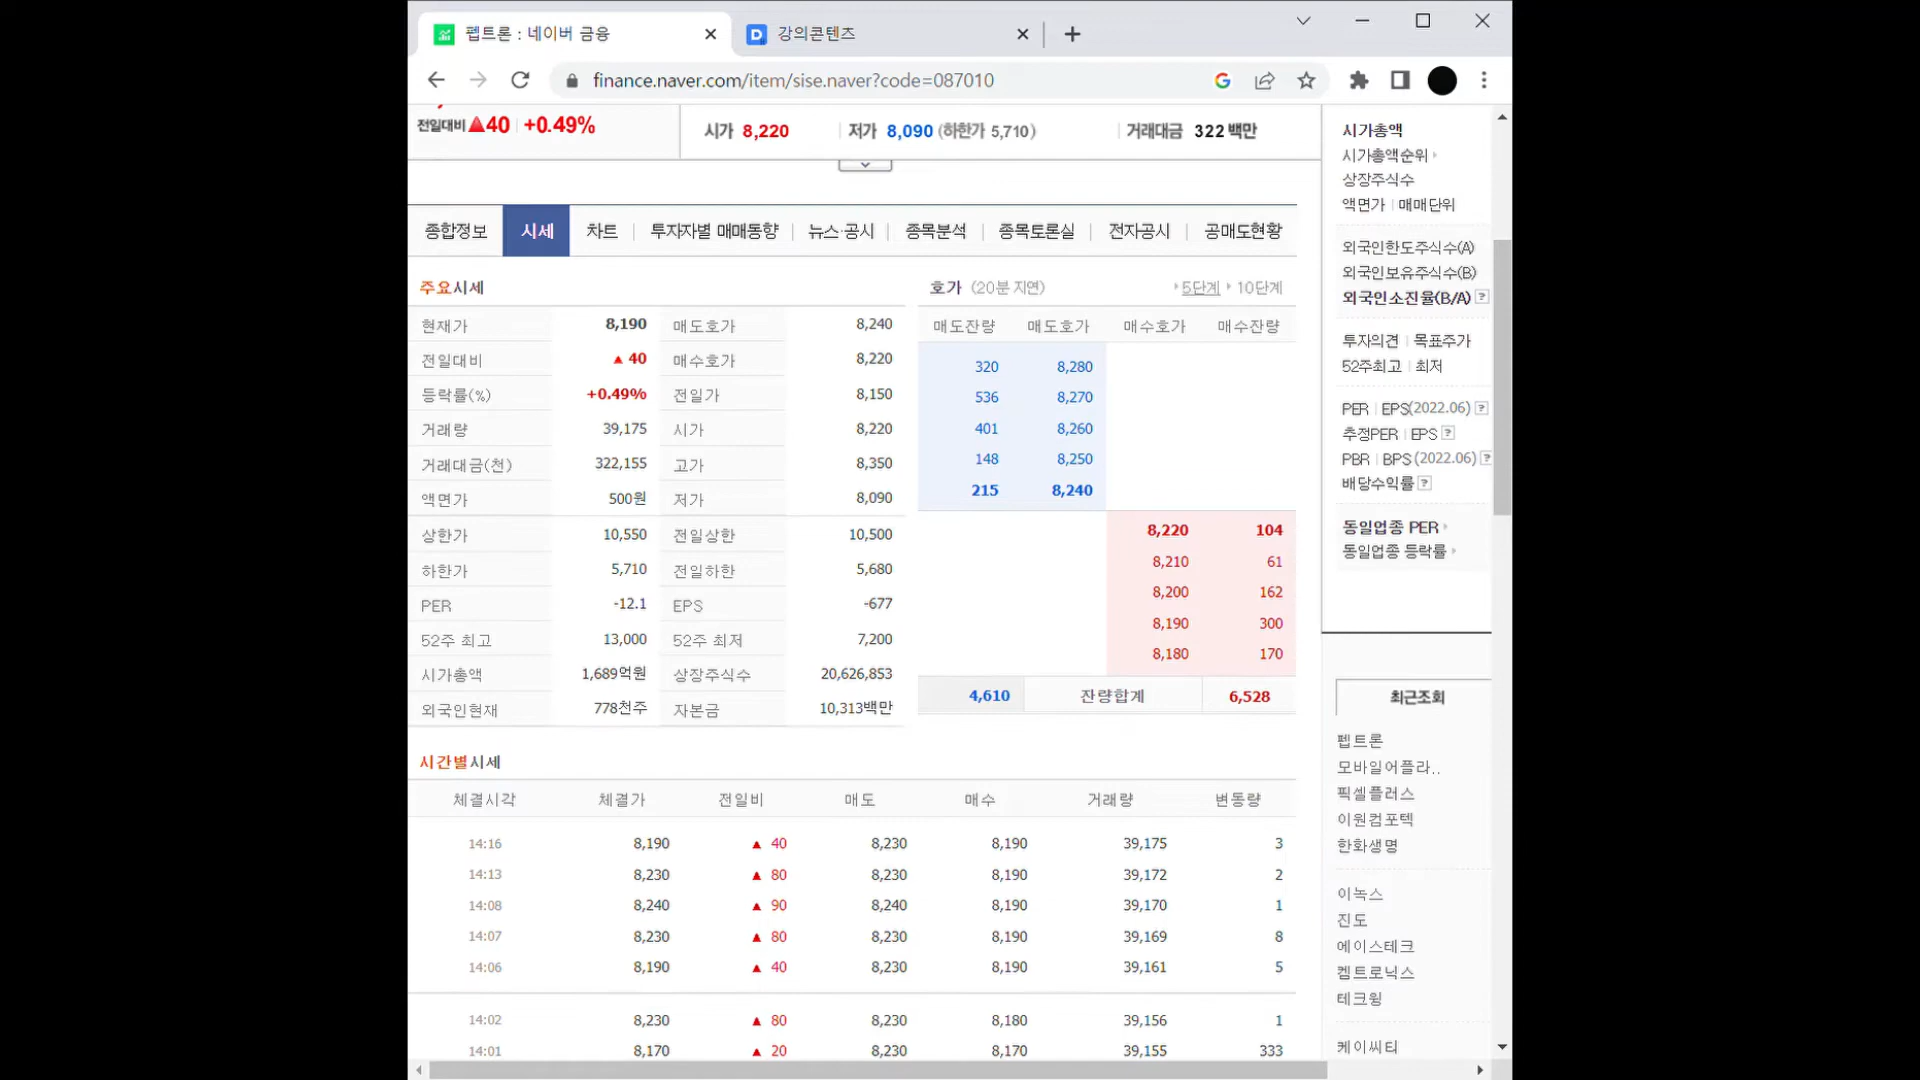 펩트론 : 네이버 금융
강의콘텐츠
finance.naver.com/item/sise.naver?code=087010
전일대비 ▲40 +0.49%
시가 8,220 저가 8,090 (하한가 5,710) 거래대금 322 백만
종합정보 시세 차트 투자자별 매매동향 뉴스·공시 종목분석 종목토론실 전자공시 공매도현황
주요시세
현재가 8,190 매도호가 8,240
전일대비 ▲ 40 매수호가 8,220
등락률(%) +0.49% 전일가 8,150
거래량 39,175 시가 8,220
거래대금(천) 322,155 고가 8,350
액면가 500원 저가 8,090
상한가 10,550 전일상한 10,500
하한가 5,710 전일하한 5,680
PER -12.1 EPS -677
52주 최고 13,000 52주 최저 7,200
시가총액 1,689억원 상장주식수 20,626,853
외국인현재 778천주 자본금 10,313백만
호가 (20분 지연) 5단계 10단계
매도잔량 매도호가 매수호가 매수잔량
320 8,280
536 8,270
401 8,260
148 8,250
215 8,240
8,220 104
8,210 61
8,200 162
8,190 300
8,180 170
4,610 잔량합계 6,528
시간별시세
체결시각 체결가 전일비 매도 매수 거래량 변동량
14:16 8,190 ▲ 40 8,230 8,190 39,175 3
14:13 8,230 ▲ 80 8,230 8,190 39,172 2
14:08 8,240 ▲ 90 8,240 8,190 39,170 1
14:07 8,230 ▲ 80 8,230 8,190 39,169 8
14:06 8,190 ▲ 40 8,230 8,190 39,161 5
14:02 8,230 ▲ 80 8,230 8,180 39,156 1
14:01 8,170 ▲ 20 8,230 8,170 39,155 333
시가총액
시가총액순위
상장주식수
액면가 | 매매단위
외국인한도주식수(A)
외국인보유주식수(B)
외국인소진율(B/A) ?
투자의견 | 목표주가
52주최고 | 최저
PER | EPS(2022.06) ?
추정PER | EPS ?
PBR | BPS (2022.06) ?
배당수익률 ?
동일업종 PER
동일업종 등락률
최근조회
펩트론
모바일어플라..
픽셀플러스
이원컴포텍
한화생명
이녹스
진도
에이스테크
켐트로닉스
테크윙
케이씨티